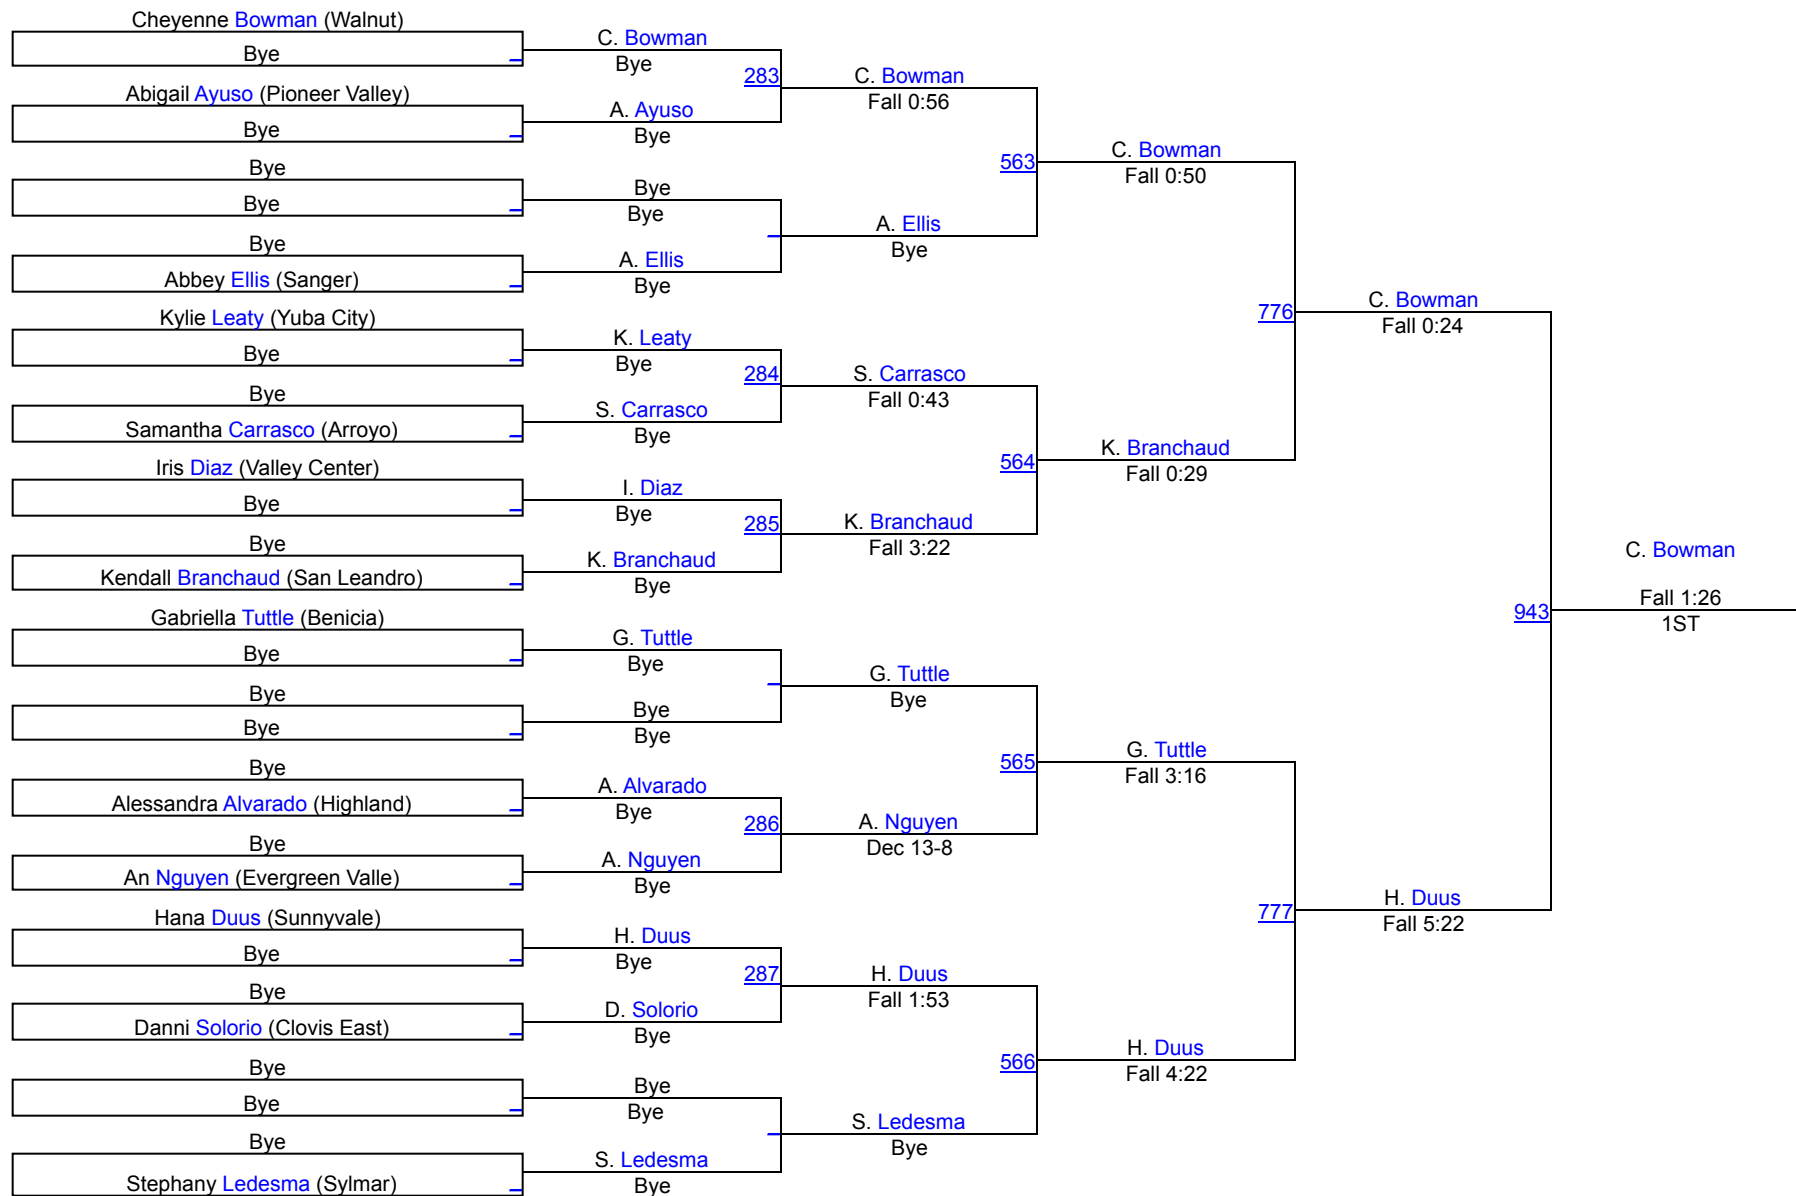 Cheyenne Bowman (Walnut)
Bye
Abigail Ayuso (Pioneer Valley)
Bye
Bye
Bye
Bye
Abbey Ellis (Sanger)
Kylie Leaty (Yuba City)
Bye
Bye
Samantha Carrasco (Arroyo)
Iris Diaz (Valley Center)
Bye
Bye
Kendall Branchaud (San Leandro)
Gabriella Tuttle (Benicia)
Bye
Bye
Bye
Bye
Alessandra Alvarado (Highland)
Bye
An Nguyen (Evergreen Valle)
Hana Duus (Sunnyvale)
Bye
Bye
Danni Solorio (Clovis East)
Bye
Bye
Bye
Stephany Ledesma (Sylmar)
C. Bowman
Bye
283
A. Ayuso
Bye
Bye
Bye
A. Ellis
Bye
K. Leaty
Bye
284
S. Carrasco
Bye
I. Diaz
Bye
285
K. Branchaud
Bye
G. Tuttle
Bye
Bye
Bye
A. Alvarado
Bye
286
A. Nguyen
Bye
H. Duus
Bye
287
D. Solorio
Bye
Bye
Bye
S. Ledesma
Bye
C. Bowman
Fall 0:56
563
A. Ellis
Bye
S. Carrasco
Fall 0:43
564
K. Branchaud
Fall 3:22
G. Tuttle
Bye
565
A. Nguyen
Dec 13-8
H. Duus
Fall 1:53
566
S. Ledesma
Bye
C. Bowman
Fall 0:50
776
K. Branchaud
Fall 0:29
G. Tuttle
Fall 3:16
777
H. Duus
Fall 4:22
C. Bowman
Fall 0:24
943
H. Duus
Fall 5:22
C. Bowman
Fall 1:26
1ST